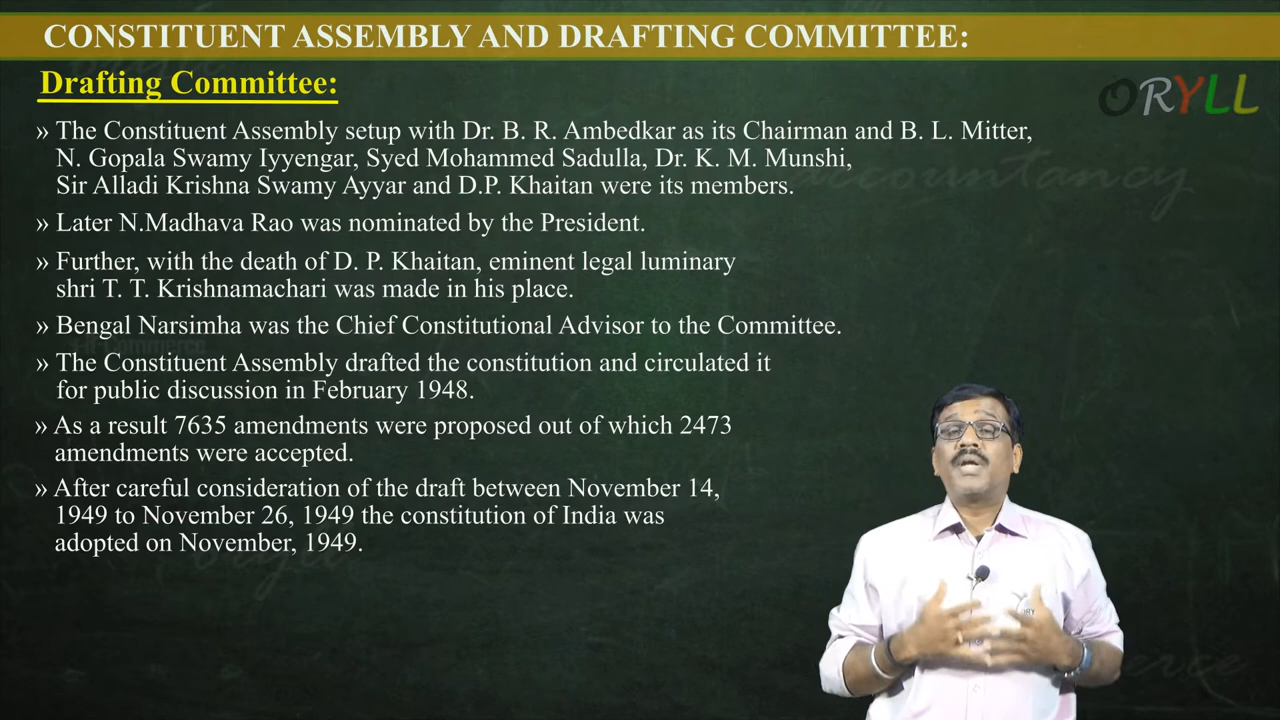 CONSTITUENT ASSEMBLY AND DRAFTING COMMITTEE:
Drafting Committee:
ORYLL
» The Constituent Assembly setup with Dr. B. R. Ambedkar as its Chairman and B. L. Mitter,
N. Gopala Swamy Iyyengar, Syed Mohammed Sadulla, Dr. K. M. Munshi,
Sir Alladi Krishna Swamy Ayyar and D.P. Khaitan were its members.
accountancy
» Later N.Madhava Rao was nominated by the President.
» Further, with the death of D. P. Khaitan, eminent legal luminary
shri T. T. Krishnamachari was made in his place.
» Bengal Narsimha was the Chief Constitutional Advisor to the Committee.
» The Constituent Assembly drafted the constitution and circulated it
for public discussion in February 1948.
» As a result 7635 amendments were proposed out of which 2473
amendments were accepted.
» After careful consideration of the draft between November 14,
1949 to November 26, 1949 the constitution of India was
adopted on November, 1949.